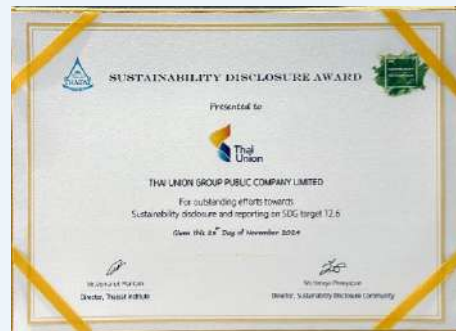 SUSTAINABILITY DISCLOSURE AWARD
Presented to
Thai
Union
THAI UNION GROUP PUBLIC COMPANY LIMITED
For outstanding efforts towards
Sustainability disclosure and reporting on SDG target 12.6
Given this Day of November 2024
Director, Thaipat Institute
Director, Sustainability Disclosure Community